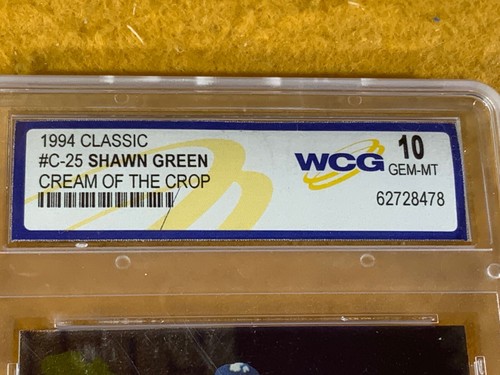 1994 CLASSIC
#C-25 SHAWN GREEN
CREAM OF THE CROP
WCG
10
GEM-MT
62728478